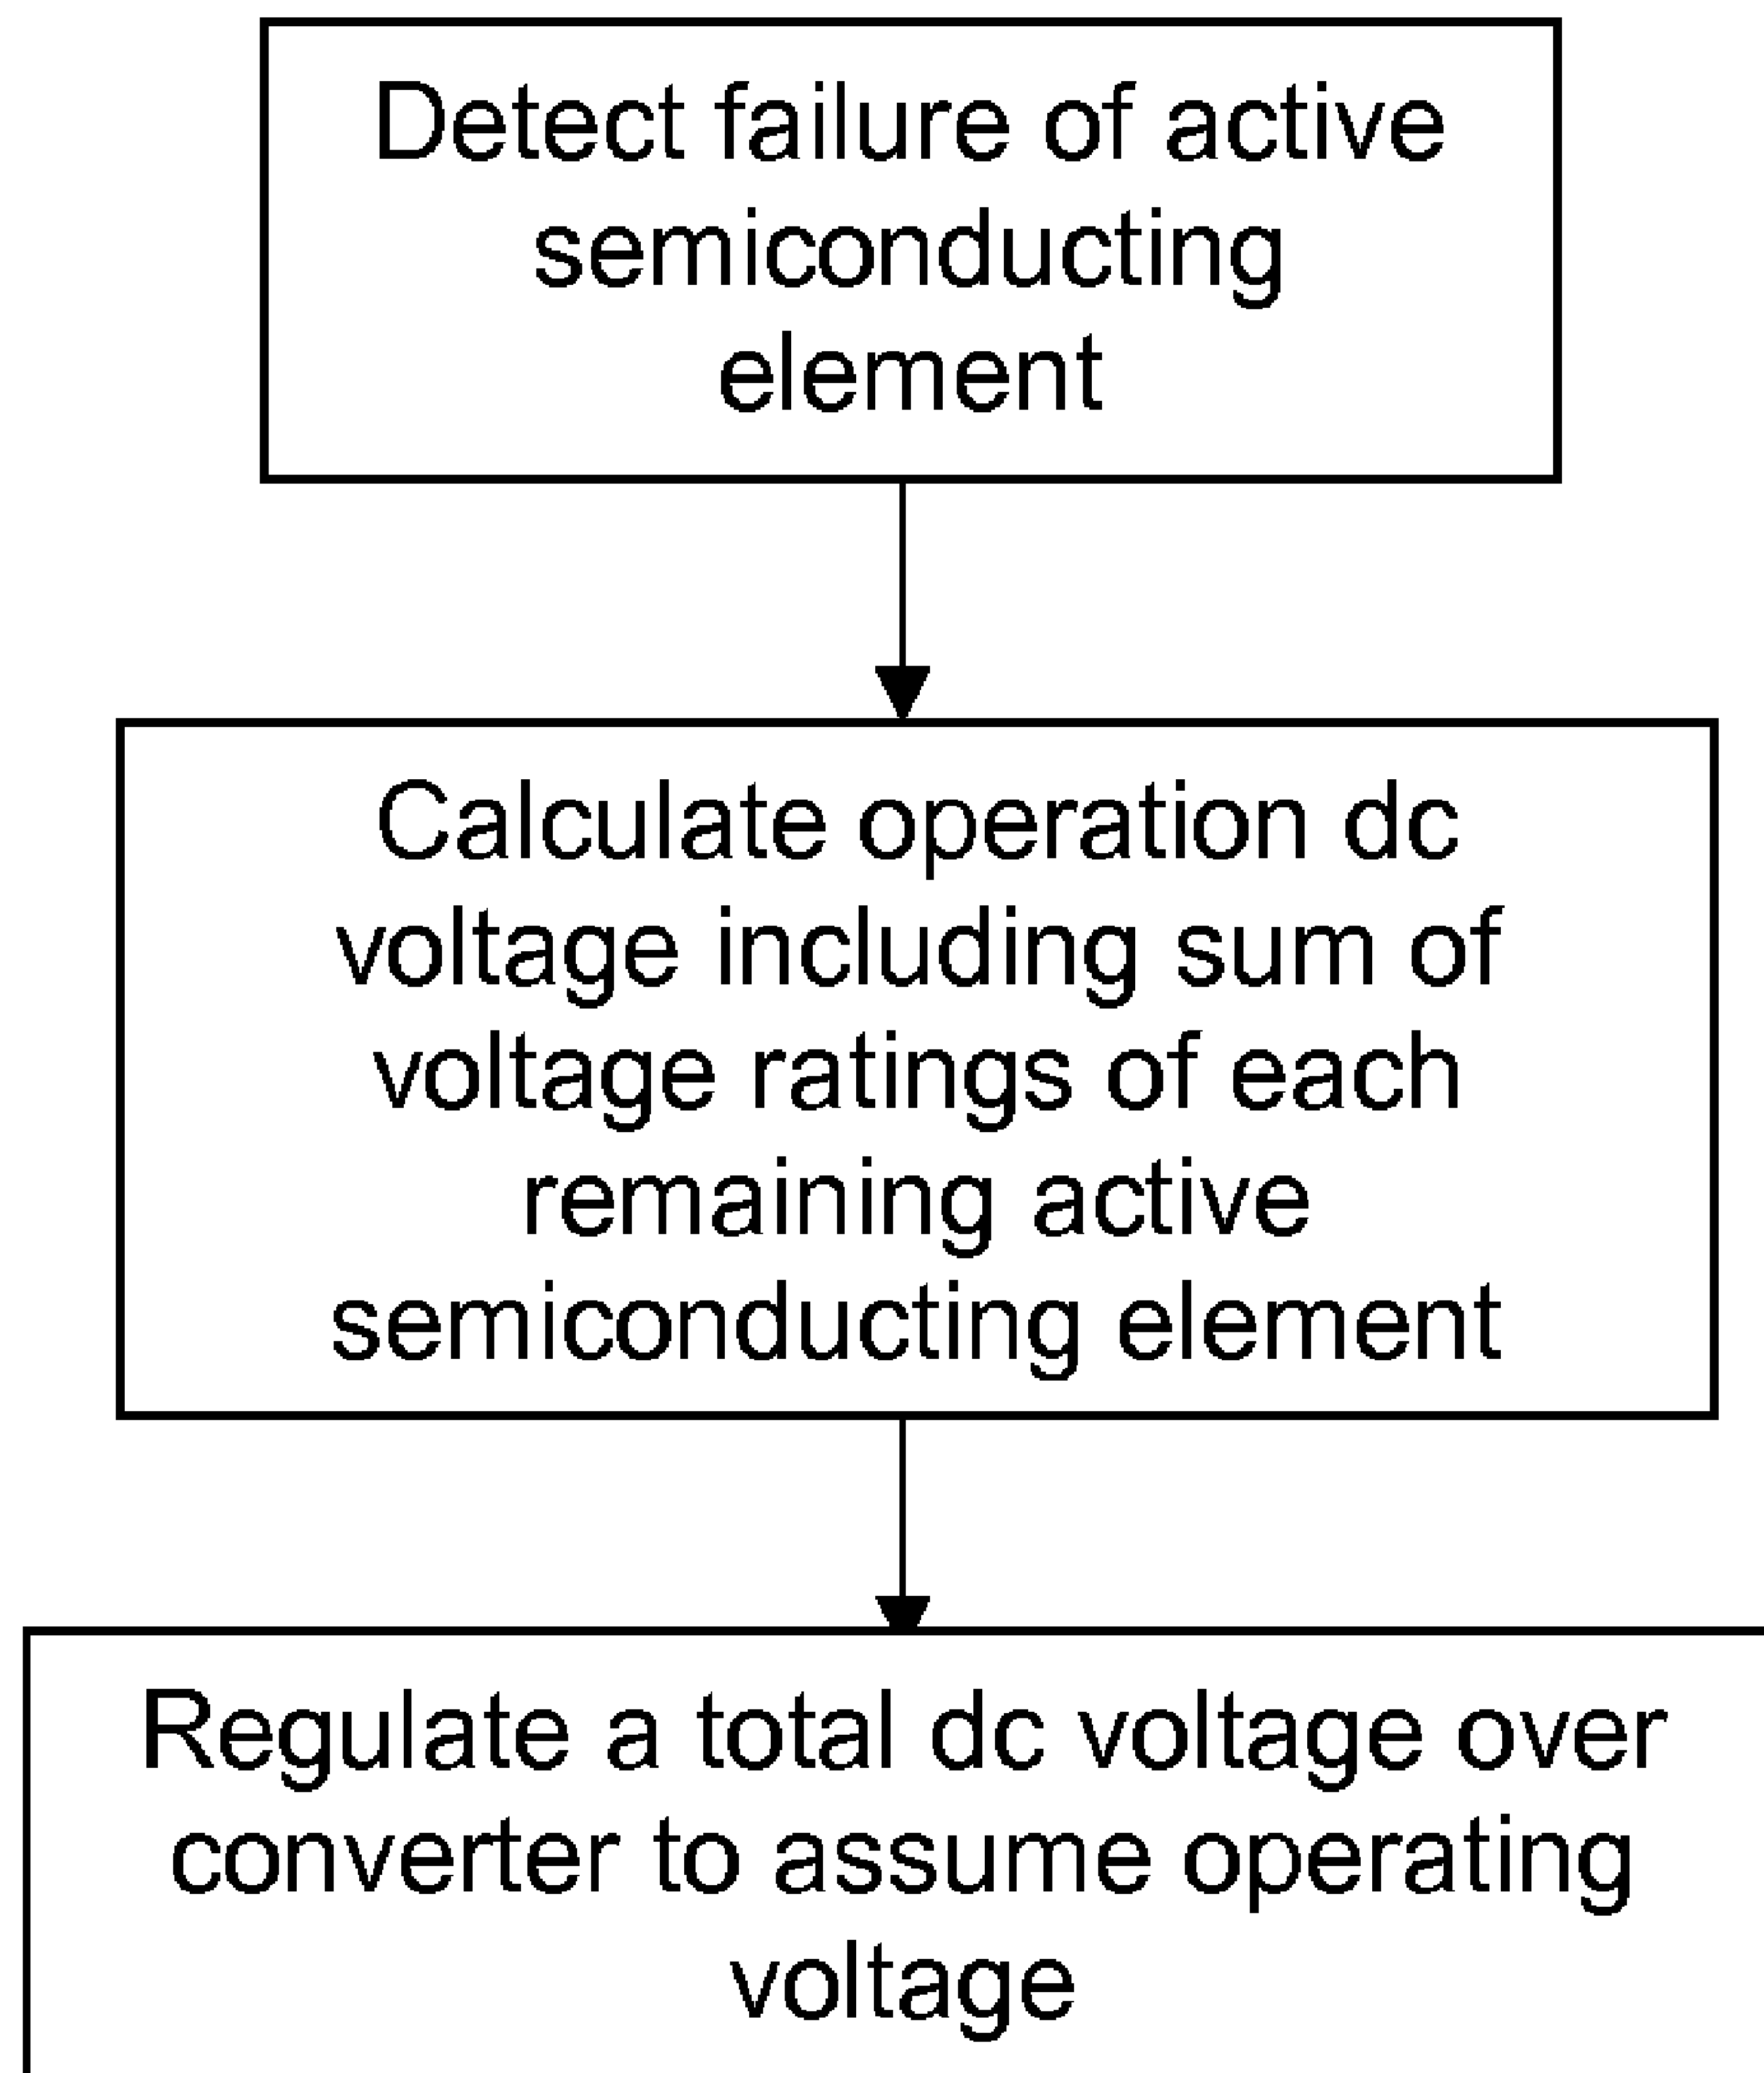 Detect failure of active
semiconducting
element
Calculate operation dc
voltage including sum of
voltage ratings of each
remaining active
semiconducting element
Regulate a total dc voltage over
converter to assume operating
voltage